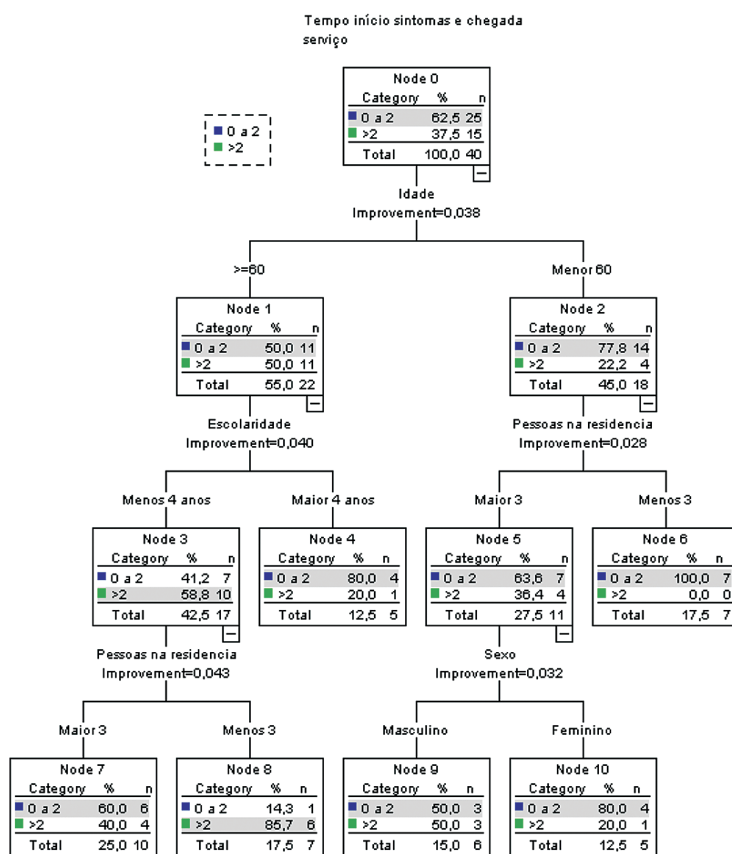 Tempo início sintomas e chegada
serviço
0 a 2
>2
Node 0
Category % n
0 a 2 62,5 25
>2 37,5 15
Total 100,0 40
Idade
Improvement=0,038
>=60
Menor 60
Node 1
Category % n
0 a 2 50,0 11
>2 50,0 11
Total 55,0 22
Node 2
Category % n
0 a 2 77,8 14
>2 22,2 4
Total 45,0 18
Escolaridade
Improvement=0,040
Pessoas na residencia
Improvement=0,028
Menos 4 anos
Maior 4 anos
Maior 3
Menos 3
Node 3
Category % n
0 a 2 41,2 7
>2 58,8 10
Total 42,5 17
Node 4
Category % n
0 a 2 80,0 4
>2 20,0 1
Total 12,5 5
Node 5
Category % n
0 a 2 63,6 7
>2 36,4 4
Total 27,5 11
Node 6
Category % n
0 a 2 100,0 7
>2 0,0 0
Total 17,5 7
Pessoas na residencia
Improvement=0,043
Sexo
Improvement=0,032
Maior 3
Menos 3
Masculino
Feminino
Node 7
Category % n
0 a 2 60,0 6
>2 40,0 4
Total 25,0 10
Node 8
Category % n
0 a 2 14,3 1
>2 85,7 6
Total 17,5 7
Node 9
Category % n
0 a 2 50,0 3
>2 50,0 3
Total 15,0 6
Node 10
Category % n
0 a 2 80,0 4
>2 20,0 1
Total 12,5 5